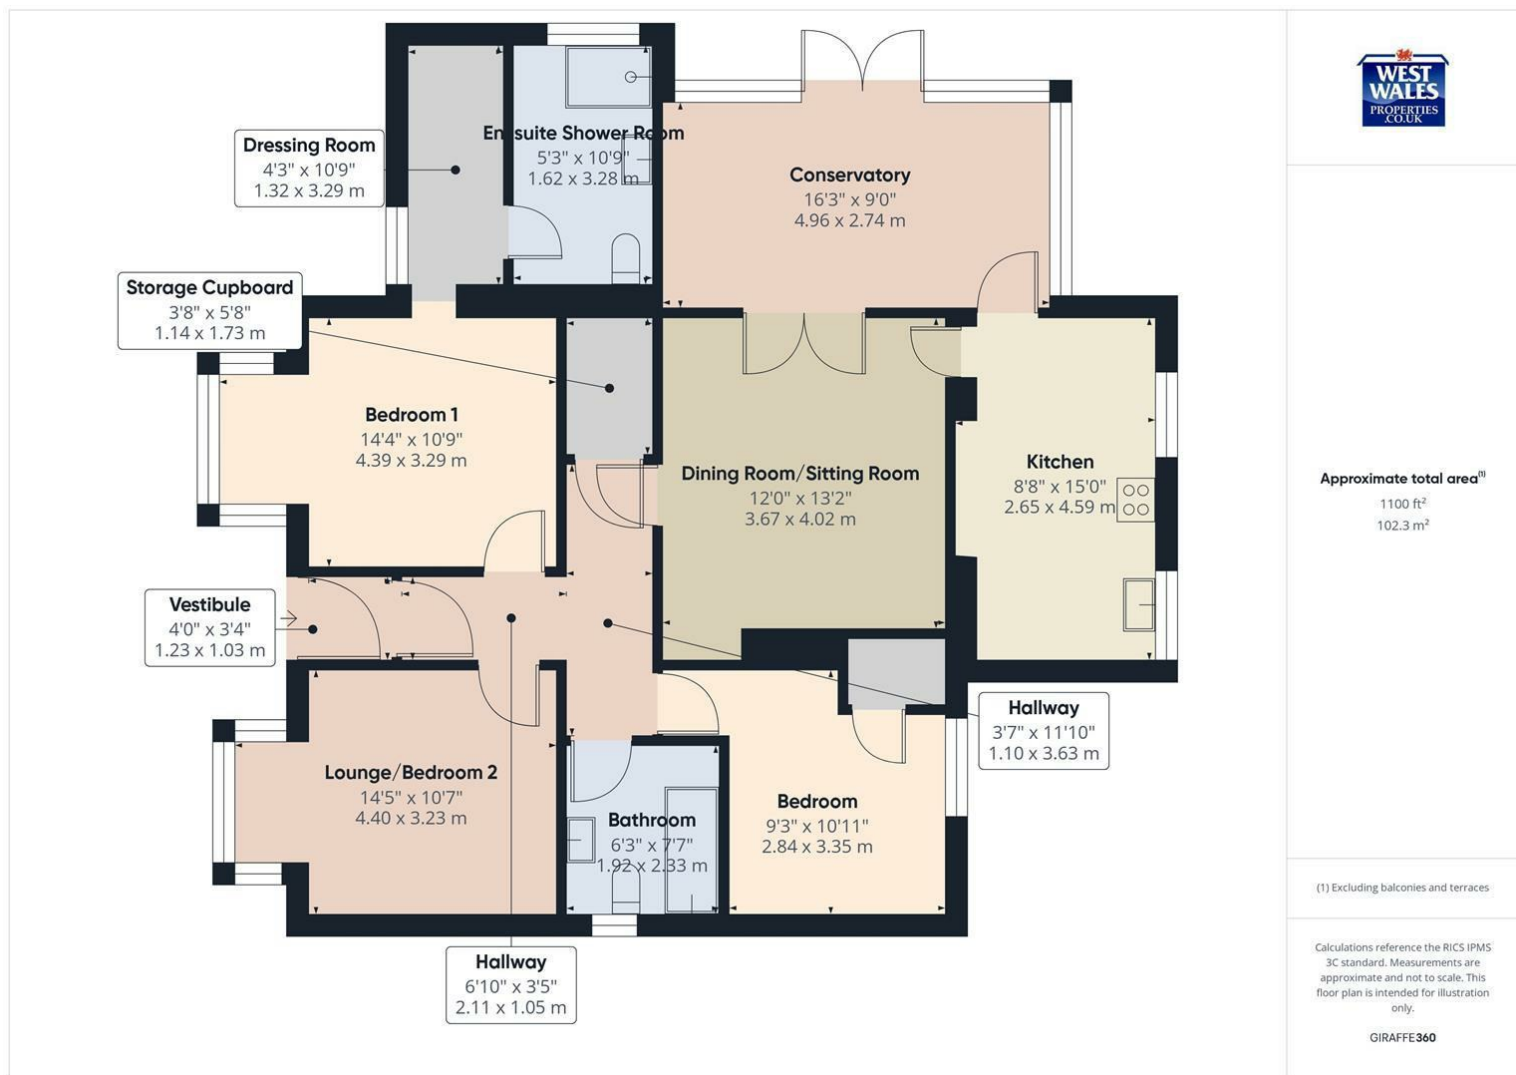 Dressing Room
4'3" x 10'9"
1.32 x 3.29 m
Ensuite Shower Room
5'3" x 10'9"
1.62 x 3.28 m
Conservatory
16'3" x 9'0"
4.96 x 2.74 m
Storage Cupboard
3'8" x 5'8"
1.14 x 1.73 m
Bedroom 1
14'4" x 10'9"
4.39 x 3.29 m
Dining Room/Sitting Room
12'0" x 13'2"
3.67 x 4.02 m
Kitchen
8'8" x 15'0"
2.65 x 4.59 m
Vestibule
4'0" x 3'4"
1.23 x 1.03 m
Hallway
3'7" x 11'10"
1.10 x 3.63 m
Lounge/Bedroom 2
14'5" x 10'7"
4.40 x 3.23 m
Bathroom
6'3" x 7'7"
1.92 x 2.33 m
Bedroom
9'3" x 10'11"
2.84 x 3.35 m
Hallway
6'10" x 3'5"
2.11 x 1.05 m
WEST
WALES
PROPERTIES
.CO.UK
Approximate total area(1)
1100 ft²
102.3 m²
(1) Excluding balconies and terraces
Calculations reference the RICS IPMS
3C standard. Measurements are
approximate and not to scale. This
floor plan is intended for illustration
only.
GIRAFFE360